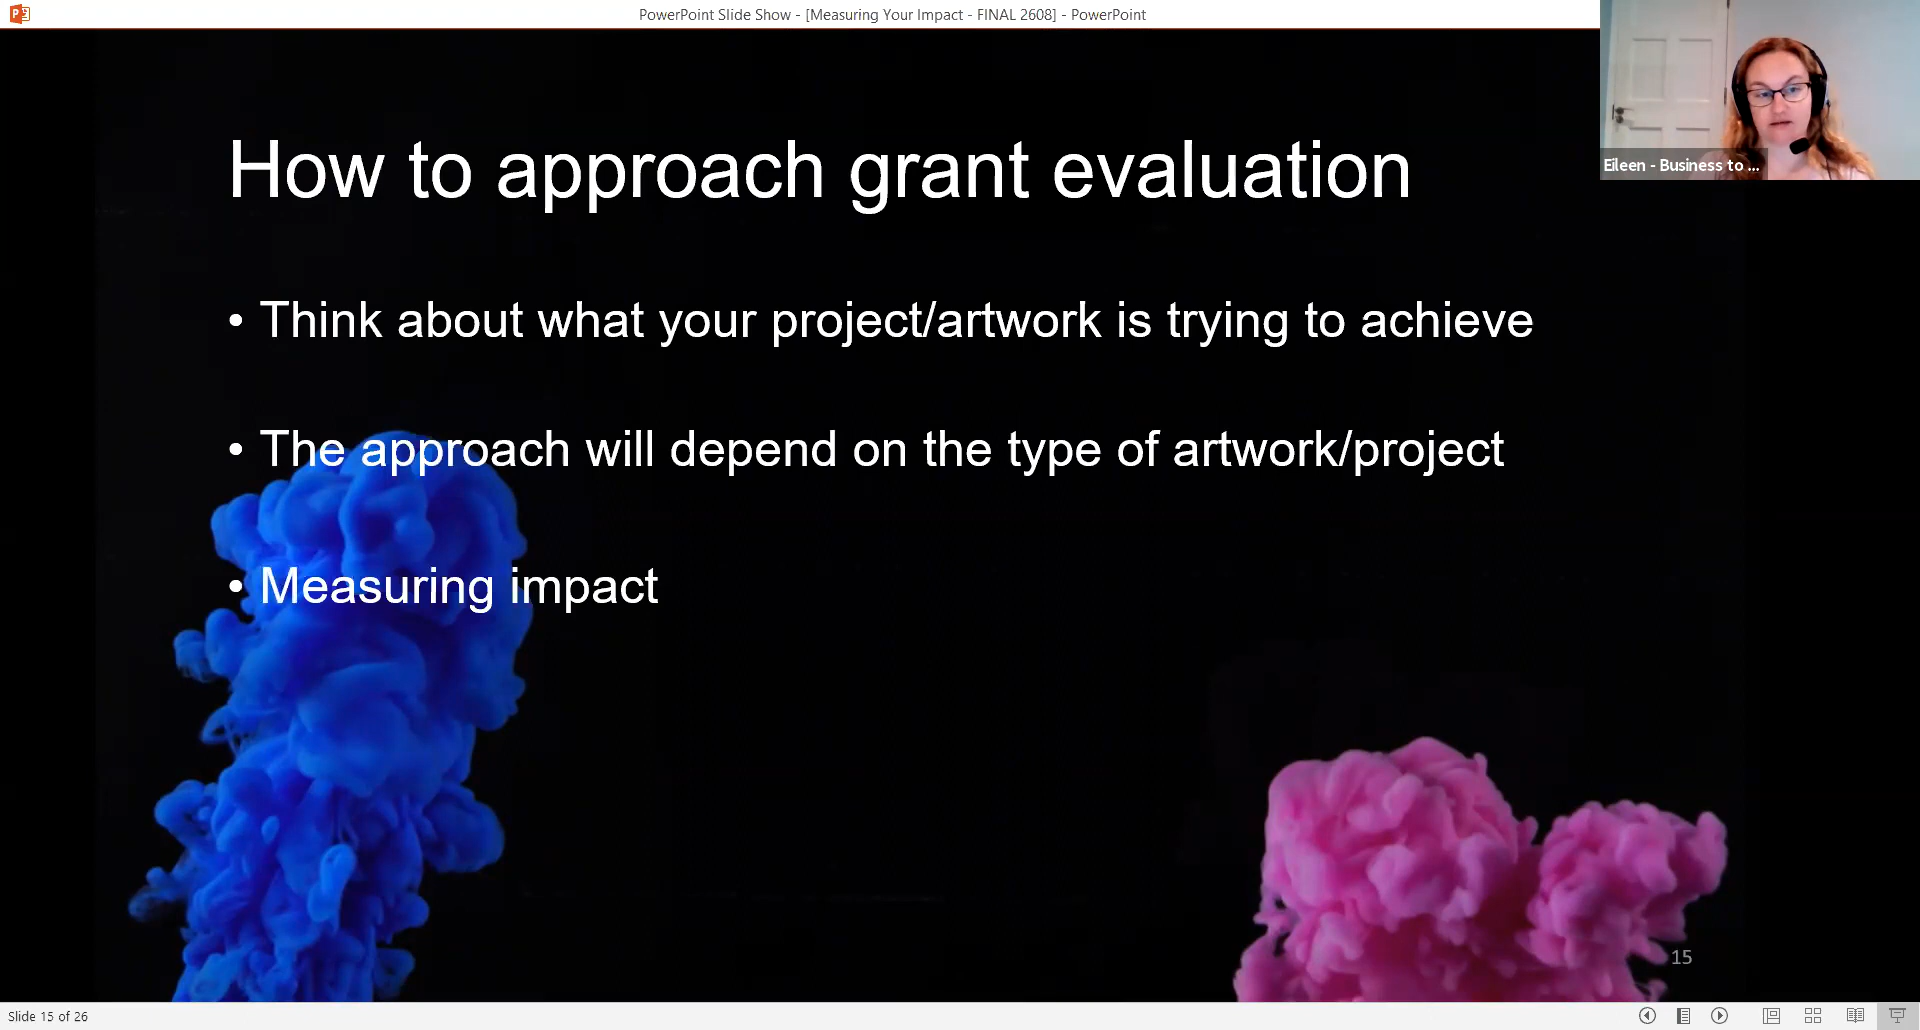 PowerPoint Slide Show - [Measuring Your Impact - FINAL 2608] - PowerPoint
Eileen - Business to ...
How to approach grant evaluation
• Think about what your project/artwork is trying to achieve
• The approach will depend on the type of artwork/project
• Measuring impact
15
Slide 15 of 26